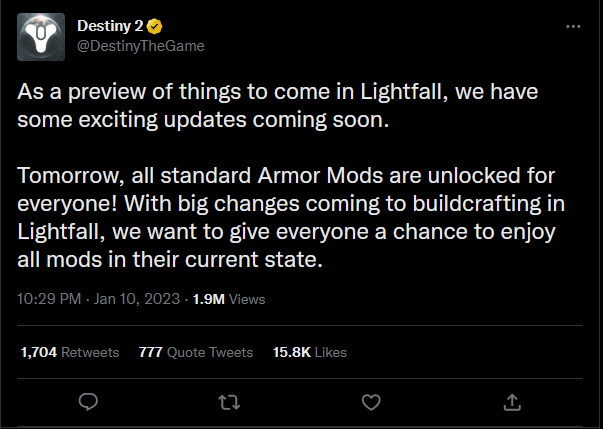 Destiny 2
@DestinyTheGame
As a preview of things to come in Lightfall, we have
some exciting updates coming soon.
Tomorrow, all standard Armor Mods are unlocked for
everyone! With big changes coming to buildcrafting in
Lightfall, we want to give everyone a chance to enjoy
all mods in their current state.
10:29 PM · Jan 10, 2023 · 1.9M Views
1,704 Retweets 777 Quote Tweets 15.8K Likes